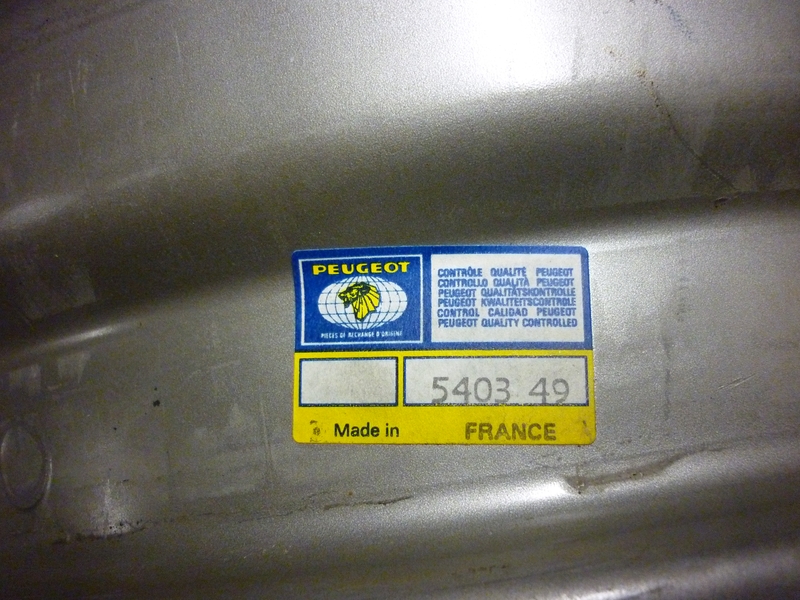 PEUGEOT
PIECES DE RECHANGE D'ORIGINE
CONTRÔLE QUALITÉ PEUGEOT
CONTROLLO QUALITÀ PEUGEOT
PEUGEOT QUALITÄTSKONTROLLE
PEUGEOT KWALITEITSCONTROLE
CONTROL CALIDAD PEUGEOT
PEUGEOT QUALITY CONTROLLED
5403 49
Made in FRANCE